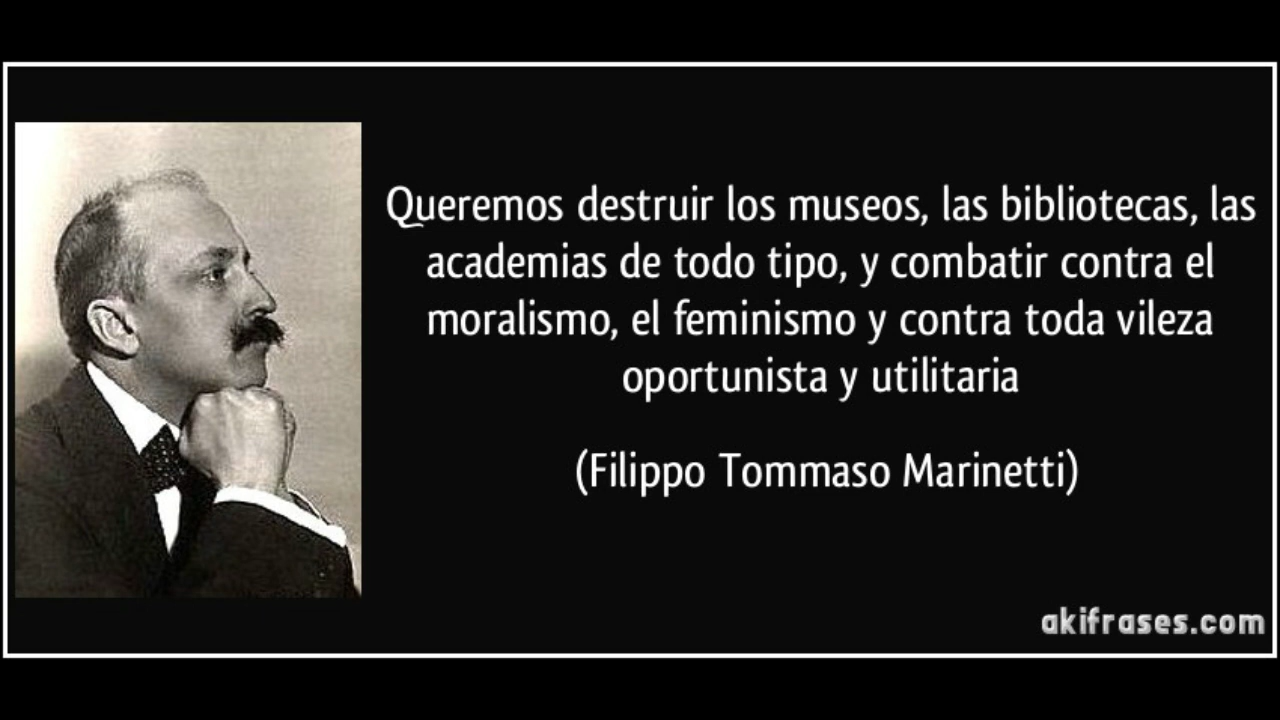 Queremos destruir los museos, las bibliotecas, las
academias de todo tipo, y combatir contra el
moralismo, el feminismo y contra toda vileza
oportunista y utilitaria
(Filippo Tommaso Marinetti)
akifrases.com